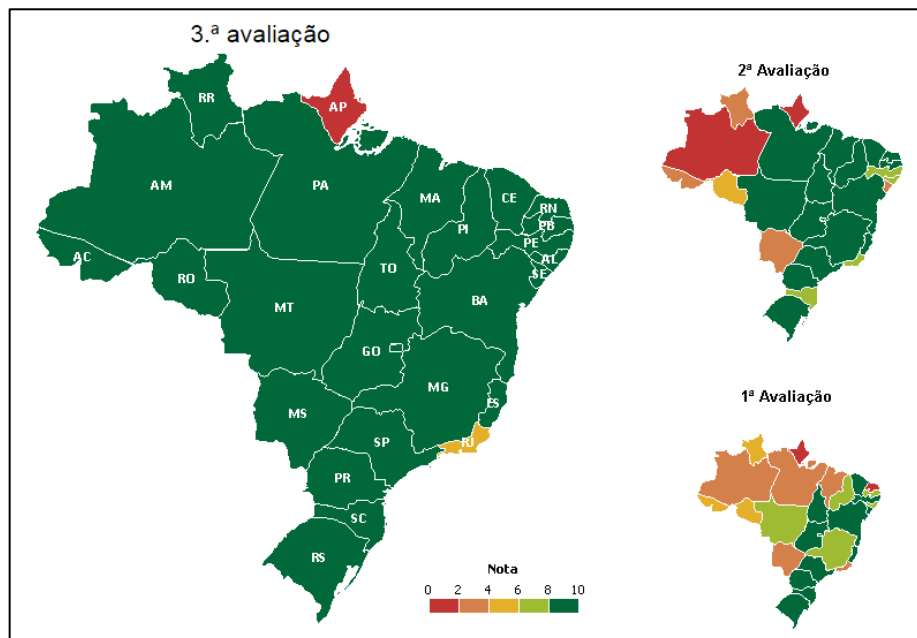 3.ª avaliação
RR
AP
AM
PA
MA
CE
RN
PB
PI
PE
AL
SE
AC
RO
TO
MT
BA
GO
MG
ES
MS
SP
RJ
PR
SC
RS
Nota
0 2 4 6 8 10
2ª Avaliação
1ª Avaliação